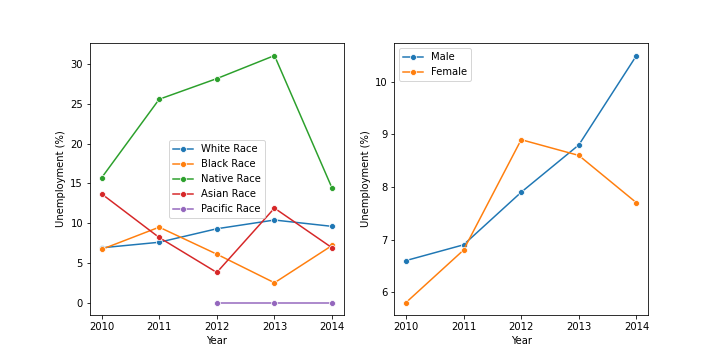 30
25
20
15
10
5
0
Unemployment (%)
White Race
Black Race
Native Race
Asian Race
Pacific Race
2010 2011 2012 2013 2014
Year
10
9
8
7
6
Unemployment (%)
Male
Female
2010 2011 2012 2013 2014
Year